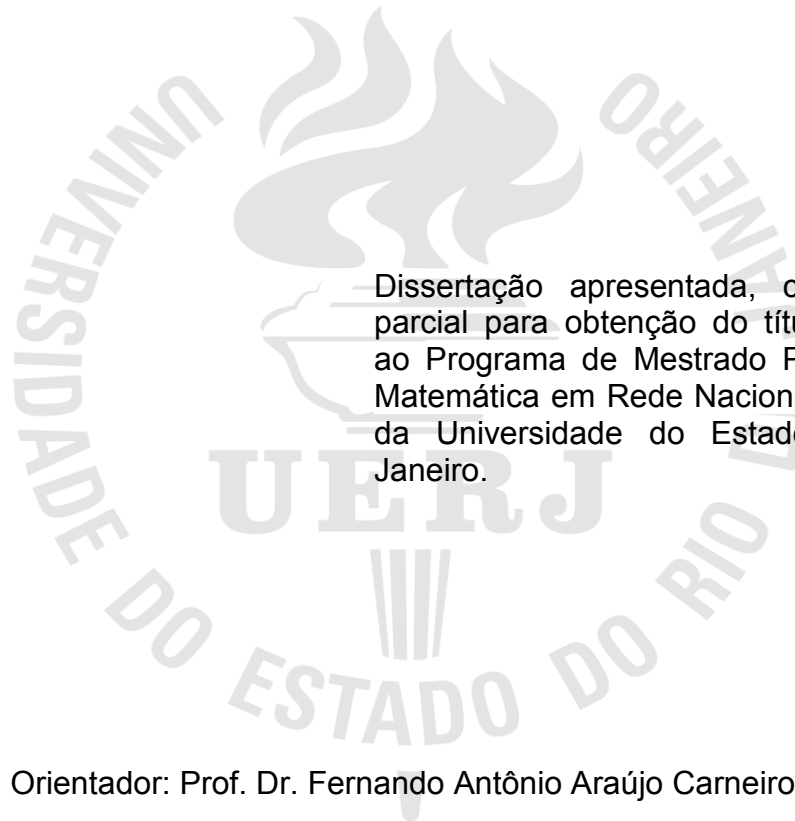 UNIVERSIDADE DO ESTADO DO RIO
UERJ
Dissertação apresentada,
parcial para obtenção do
ao Programa de Mestrado
Matemática em Rede
da Universidade do
Janeiro.
Orientador: Prof. Dr. Fernando Antônio Araújo Carneiro